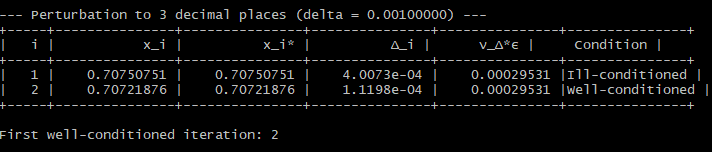 --- Perturbation to 3 decimal places (delta = 0.00100000) ---
+-----+----------------+----------------+----------------+----------------+----------------+
|   i |            x_i |           x_i* |            Δ_i |         ν_Δ*ϵ |     Condition |
+-----+----------------+----------------+----------------+----------------+----------------+
|   1 |     0.70750751 |     0.70750751 |     4.0073e-04 |     0.00029531 |Ill-conditioned |
|   2 |     0.70721876 |     0.70721876 |     1.1198e-04 |     0.00029531 |Well-conditioned |
+-----+----------------+----------------+----------------+----------------+----------------+
First well-conditioned iteration: 2